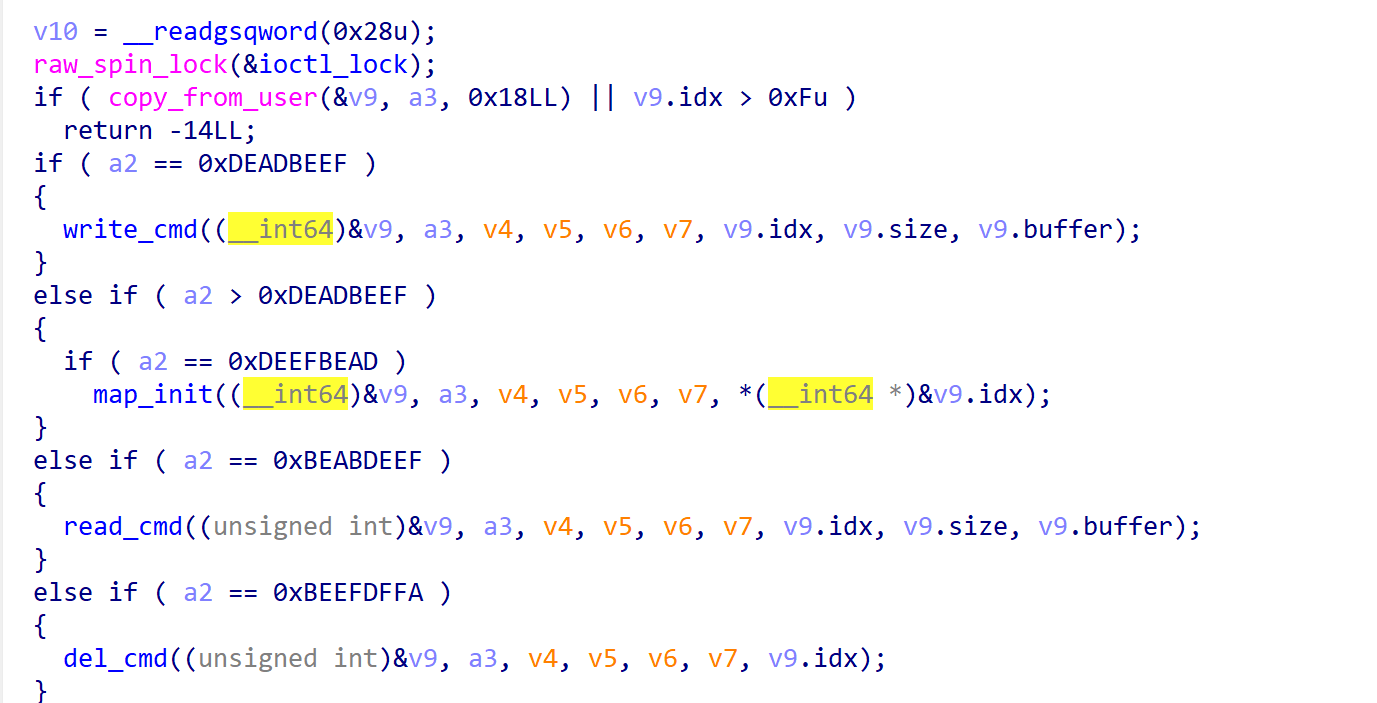 v10 = __readgsqword(0x28u);
raw_spin_lock(&ioctl_lock);
if ( copy_from_user(&v9, a3, 0x18LL) || v9.idx > 0xFu )
return -14LL;
if ( a2 == 0xDEADBEEF )
{
write_cmd((__int64)&v9, a3, v4, v5, v6, v7, v9.idx, v9.size, v9.buffer);
}
else if ( a2 > 0xDEADBEEF )
{
if ( a2 == 0xDEEFBEAD )
map_init((__int64)&v9, a3, v4, v5, v6, v7, *(__int64 *)&v9.idx);
}
else if ( a2 == 0xBEABDEEF )
{
read_cmd((unsigned int)&v9, a3, v4, v5, v6, v7, v9.idx, v9.size, v9.buffer);
}
else if ( a2 == 0xBEEFDFFA )
{
del_cmd((unsigned int)&v9, a3, v4, v5, v6, v7, v9.idx);
}